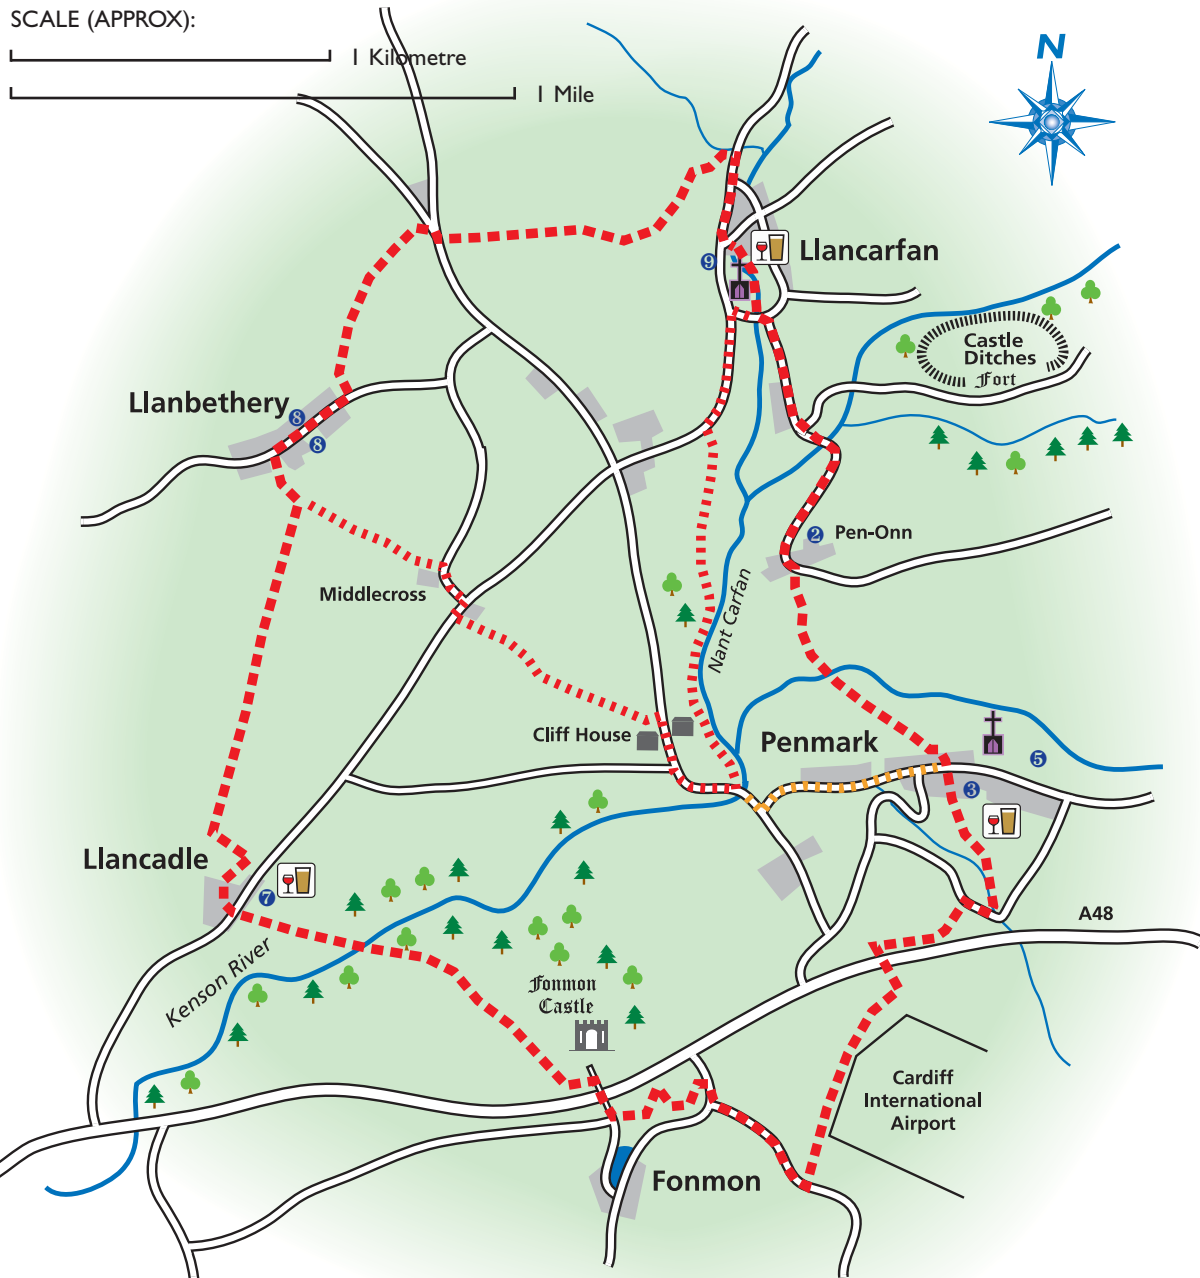 SCALE (APPROX):
1 Kilometre
1 Mile
N
Llancarfan
9
Castle
Ditches
Fort
Llanbethery
8
8
2
Pen-Onn
Middlecross
Nant Carfan
Cliff House
Penmark
5
3
Llancadle
7
A48
Kenson River
Fonmon
Castle
Cardiff
International
Airport
Fonmon